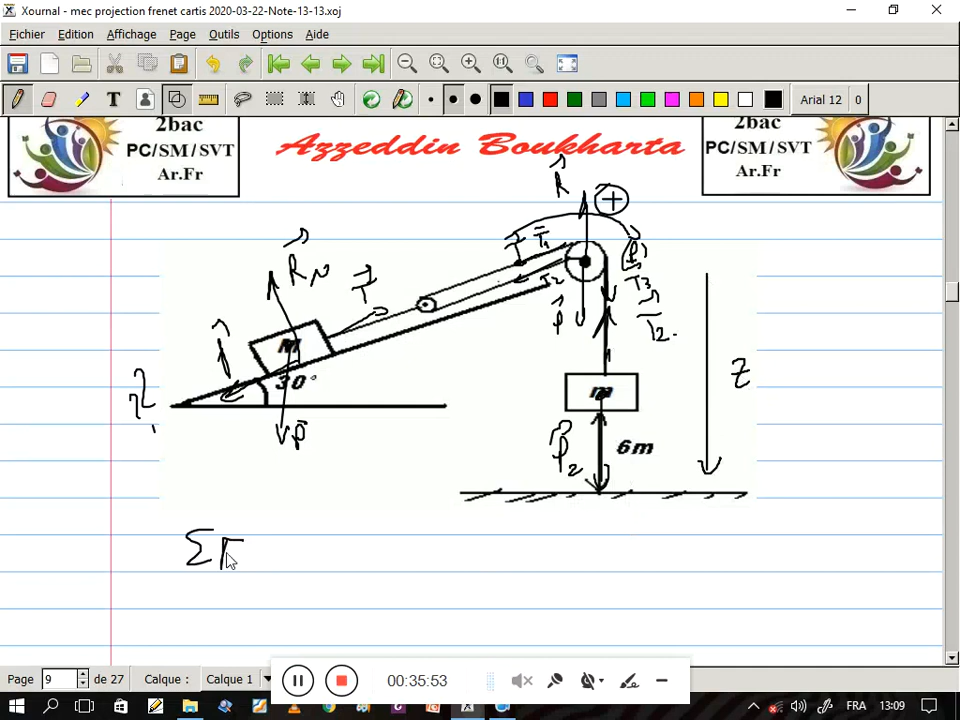 Xournal - mec projection frenet cartis 2020-03-22-Note-13-13.xoj
Fichier Edition Affichage Page Outils Options Aide
Arial 12 0
2bac
PC/SM/SVT
Ar.Fr
Azzeddin Boukharta
2bac
PC/SM/SVT
Ar.Fr
R
+
T1
T2
P
T3
T2
R N
T
f
M
30°
P
P
m
P2
6m
z
ΣF
Page 9 de 27 Calque : Calque 1
00:35:53
FRA 13:09